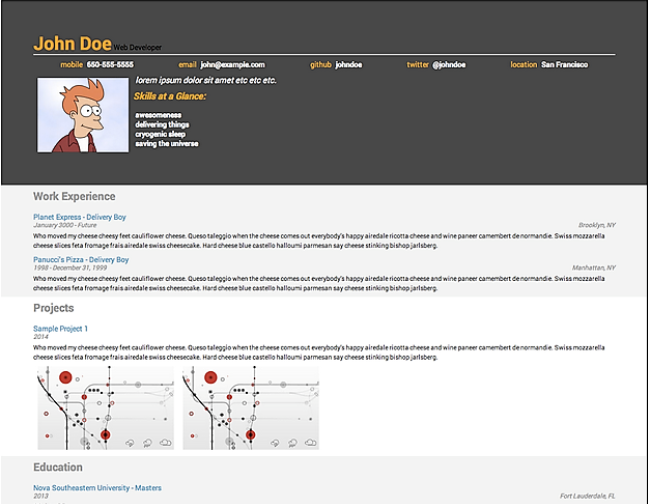 John Doe Web Developer
mobile 650-555-5555 email john@example.com github johndoe twitter @johndoe location San Francisco
lorem ipsum dolor sit amet etc etc etc.
Skills at a Glance:
awesomeness
delivering things
cryogenic sleep
saving the universe
Work Experience
Planet Express - Delivery Boy
January 3000 - Future Brooklyn, NY
Who moved my cheese cheesy feet cauliflower cheese. Queso taleggio when the cheese comes out everybody's happy airedale ricotta cheese and wine paneer camembert de normandie. Swiss mozzarella
cheese slices feta fromage frais airedale swiss cheesecake. Hard cheese blue castello halloumi parmesan say cheese stinking bishop jarlsberg.
Panucci's Pizza - Delivery Boy
1998 - December 31, 1999 Manhattan, NY
Who moved my cheese cheesy feet cauliflower cheese. Queso taleggio when the cheese comes out everybody's happy airedale ricotta cheese and wine paneer camembert de normandie. Swiss mozzarella
cheese slices feta fromage frais airedale swiss cheesecake. Hard cheese blue castello halloumi parmesan say cheese stinking bishop jarlsberg.
Projects
Sample Project 1
2014
Who moved my cheese cheesy feet cauliflower cheese. Queso taleggio when the cheese comes out everybody's happy airedale ricotta cheese and wine paneer camembert de normandie. Swiss mozzarella
cheese slices feta fromage frais airedale swiss cheesecake. Hard cheese blue castello halloumi parmesan say cheese stinking bishop jarlsberg.
Education
Nova Southeastern University - Masters
2013 Fort Lauderdale, FL